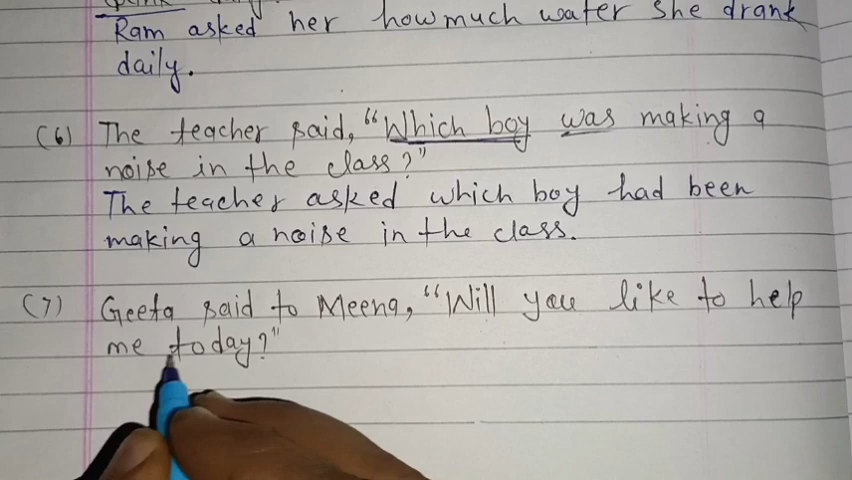 Ram asked her howmuch water she drank
daily.
(6) The teacher said, "Which boy was making a
noise in the class?"
The teacher asked which boy had been
making a noise in the class.
(7) Geeta said to Meena, "Will you like to help
me today?"